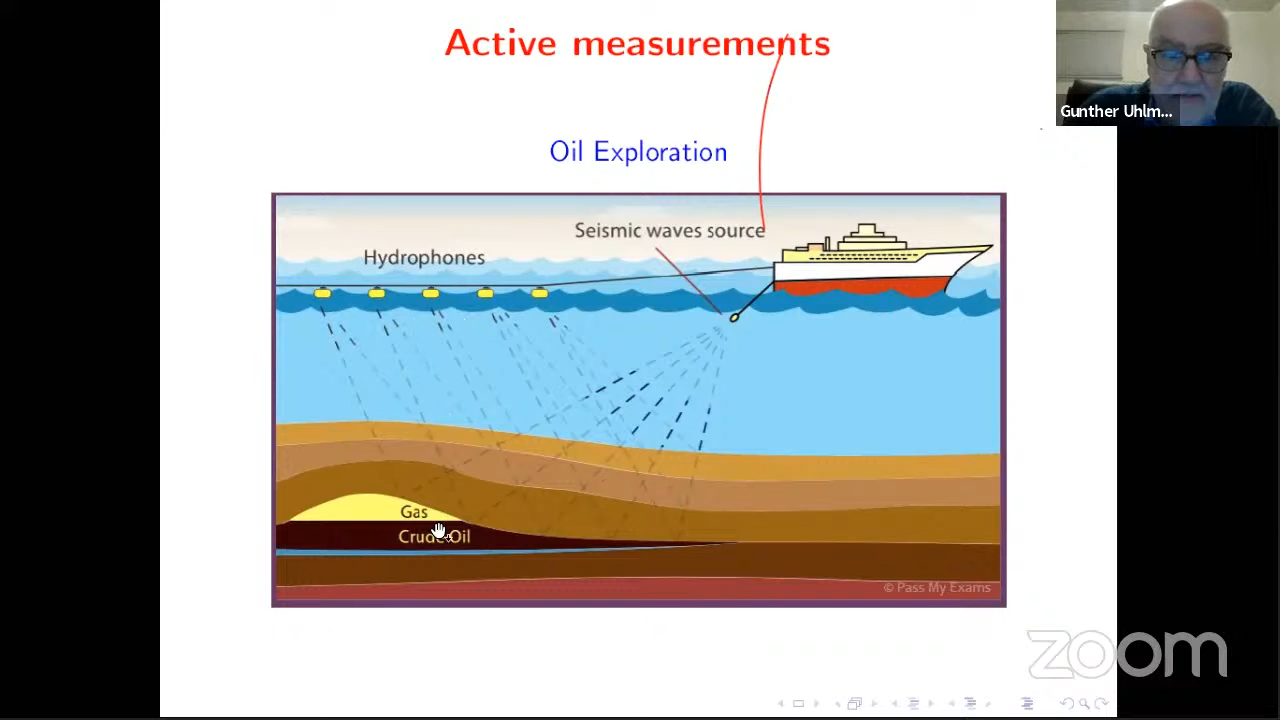 Active measurements
Gunther Uhlm...
Oil Exploration
Seismic waves source
Hydrophones
Gas
Crude Oil
© Pass My Exams
zoom